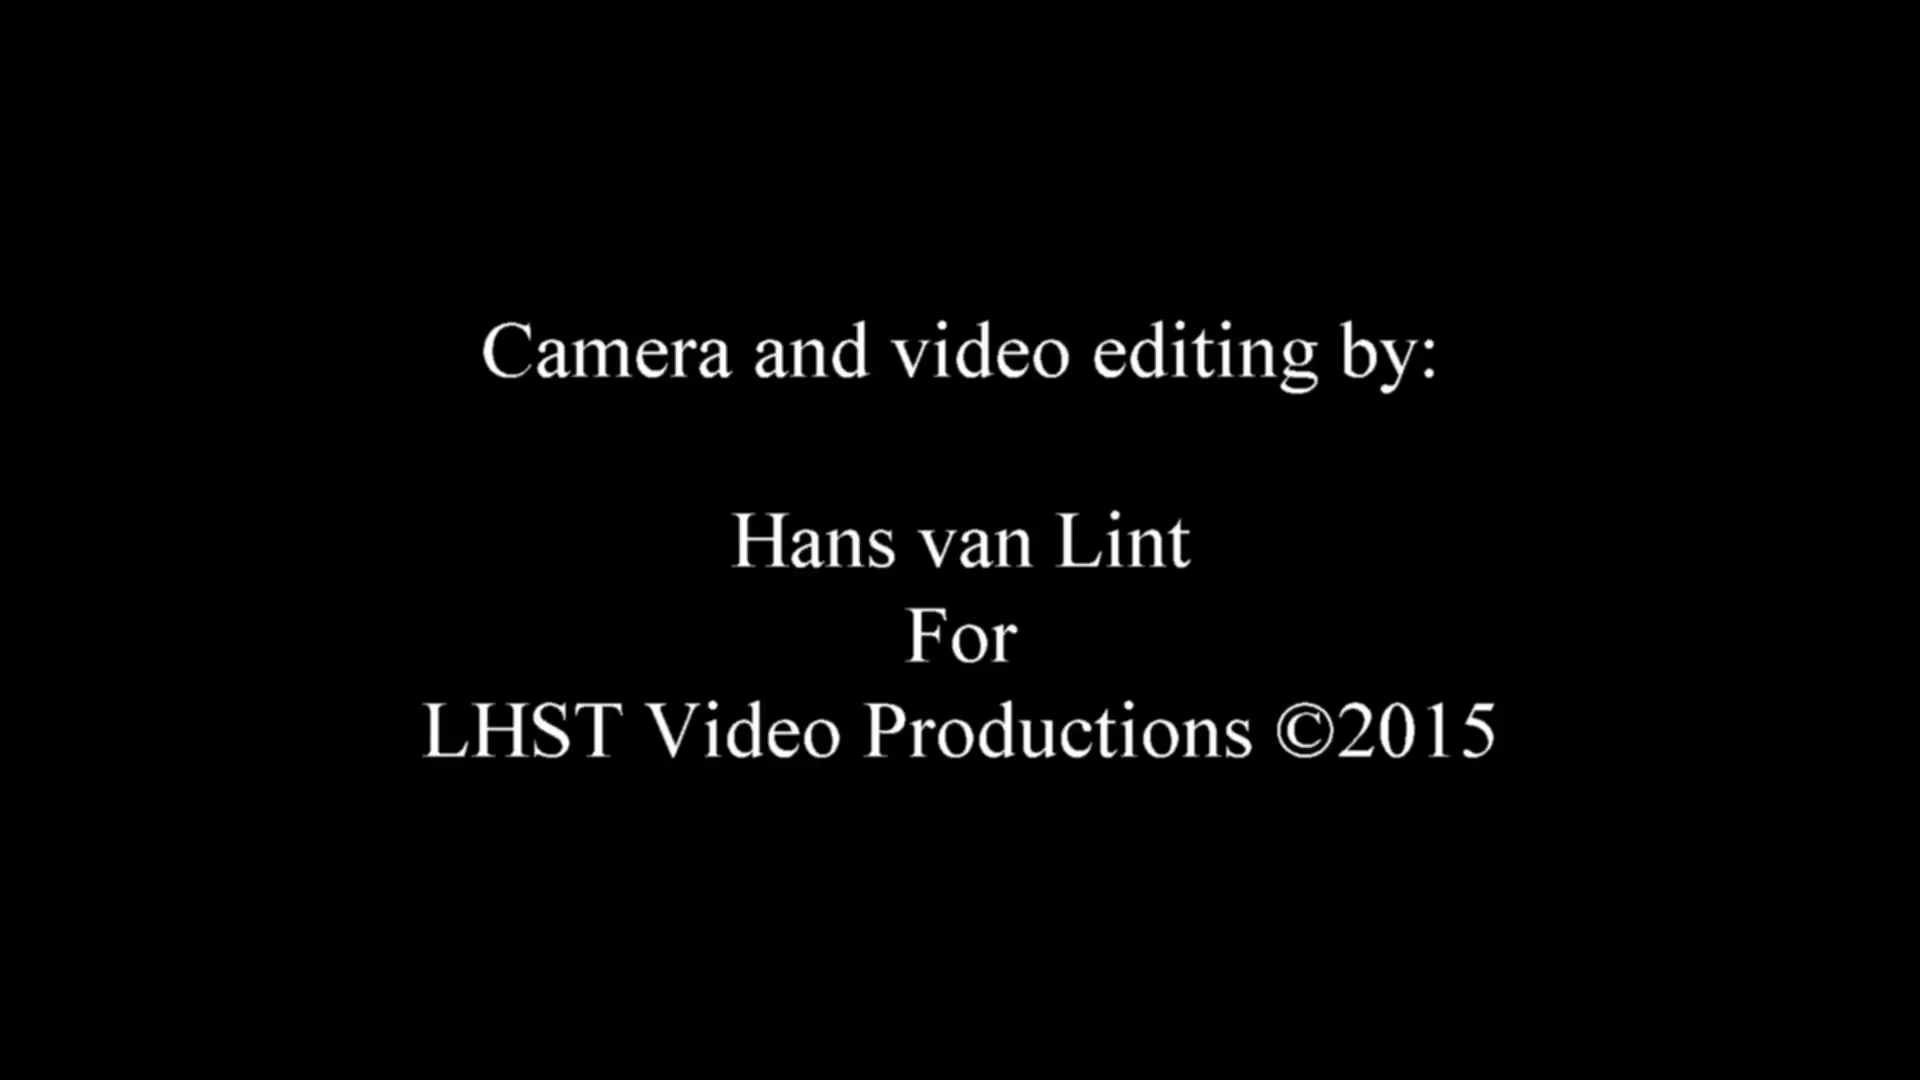 Camera and video editing by:
Hans van Lint
For
LHST Video Productions ©2015